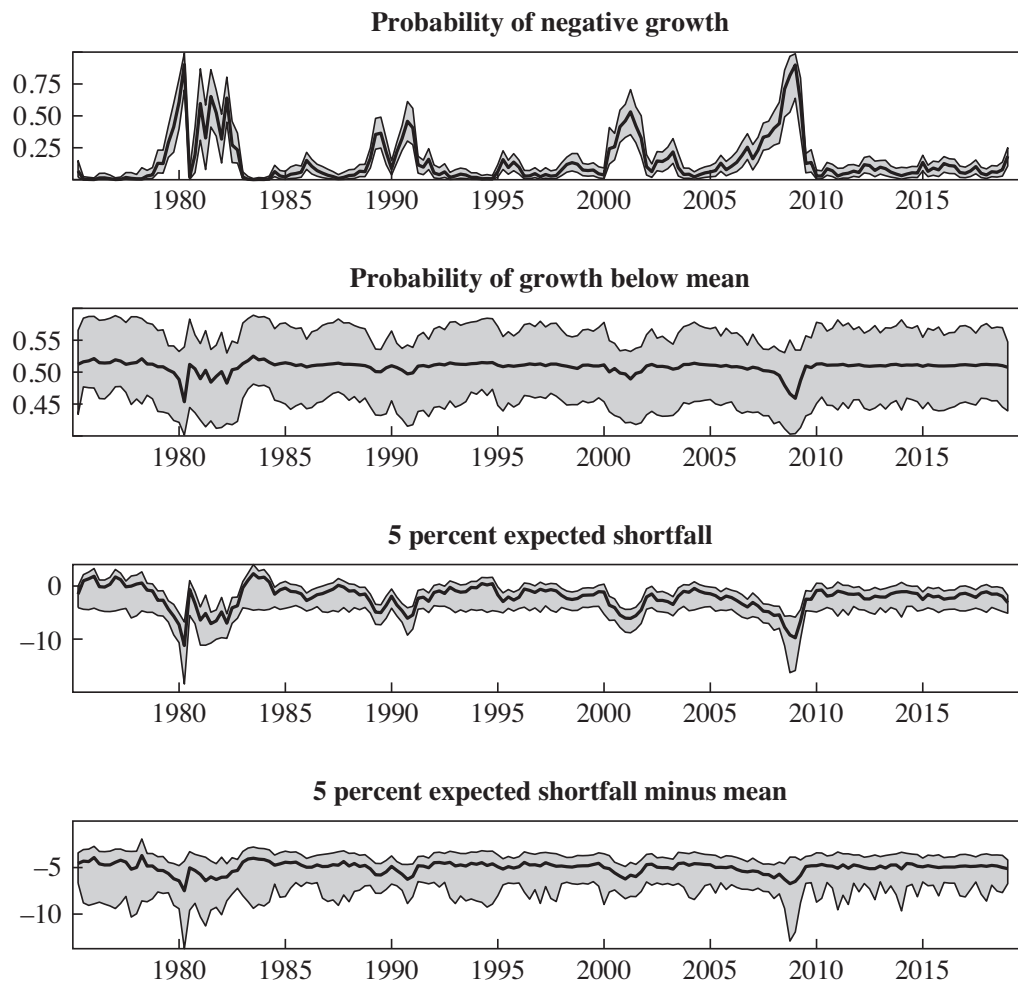 Probability of negative growth
0.75
0.50
0.25
1980 1985 1990 1995 2000 2005 2010 2015
Probability of growth below mean
0.55
0.50
0.45
1980 1985 1990 1995 2000 2005 2010 2015
5 percent expected shortfall
0
−10
1980 1985 1990 1995 2000 2005 2010 2015
5 percent expected shortfall minus mean
−5
−10
1980 1985 1990 1995 2000 2005 2010 2015